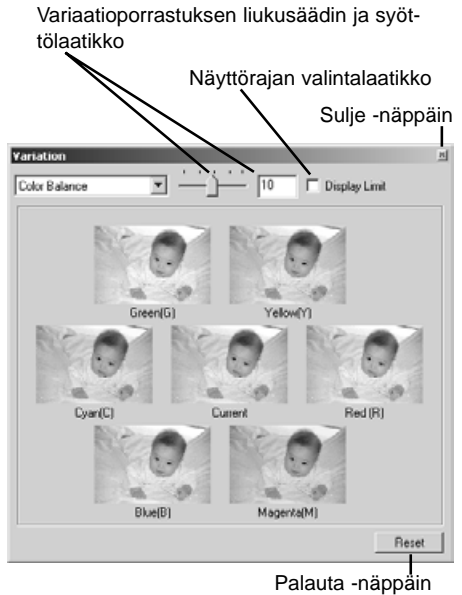 Variaatioporrastuksen liukusäädin ja syöt-
tölaatikko
Näyttörajan valintalaatikko
Sulje -näppäin
Variation
Color Balance 10 Display Limit
Green(G) Yellow(Y)
Cyan(C) Current Red (R)
Blue(B) Magenta(M)
Reset
Palauta -näppäin